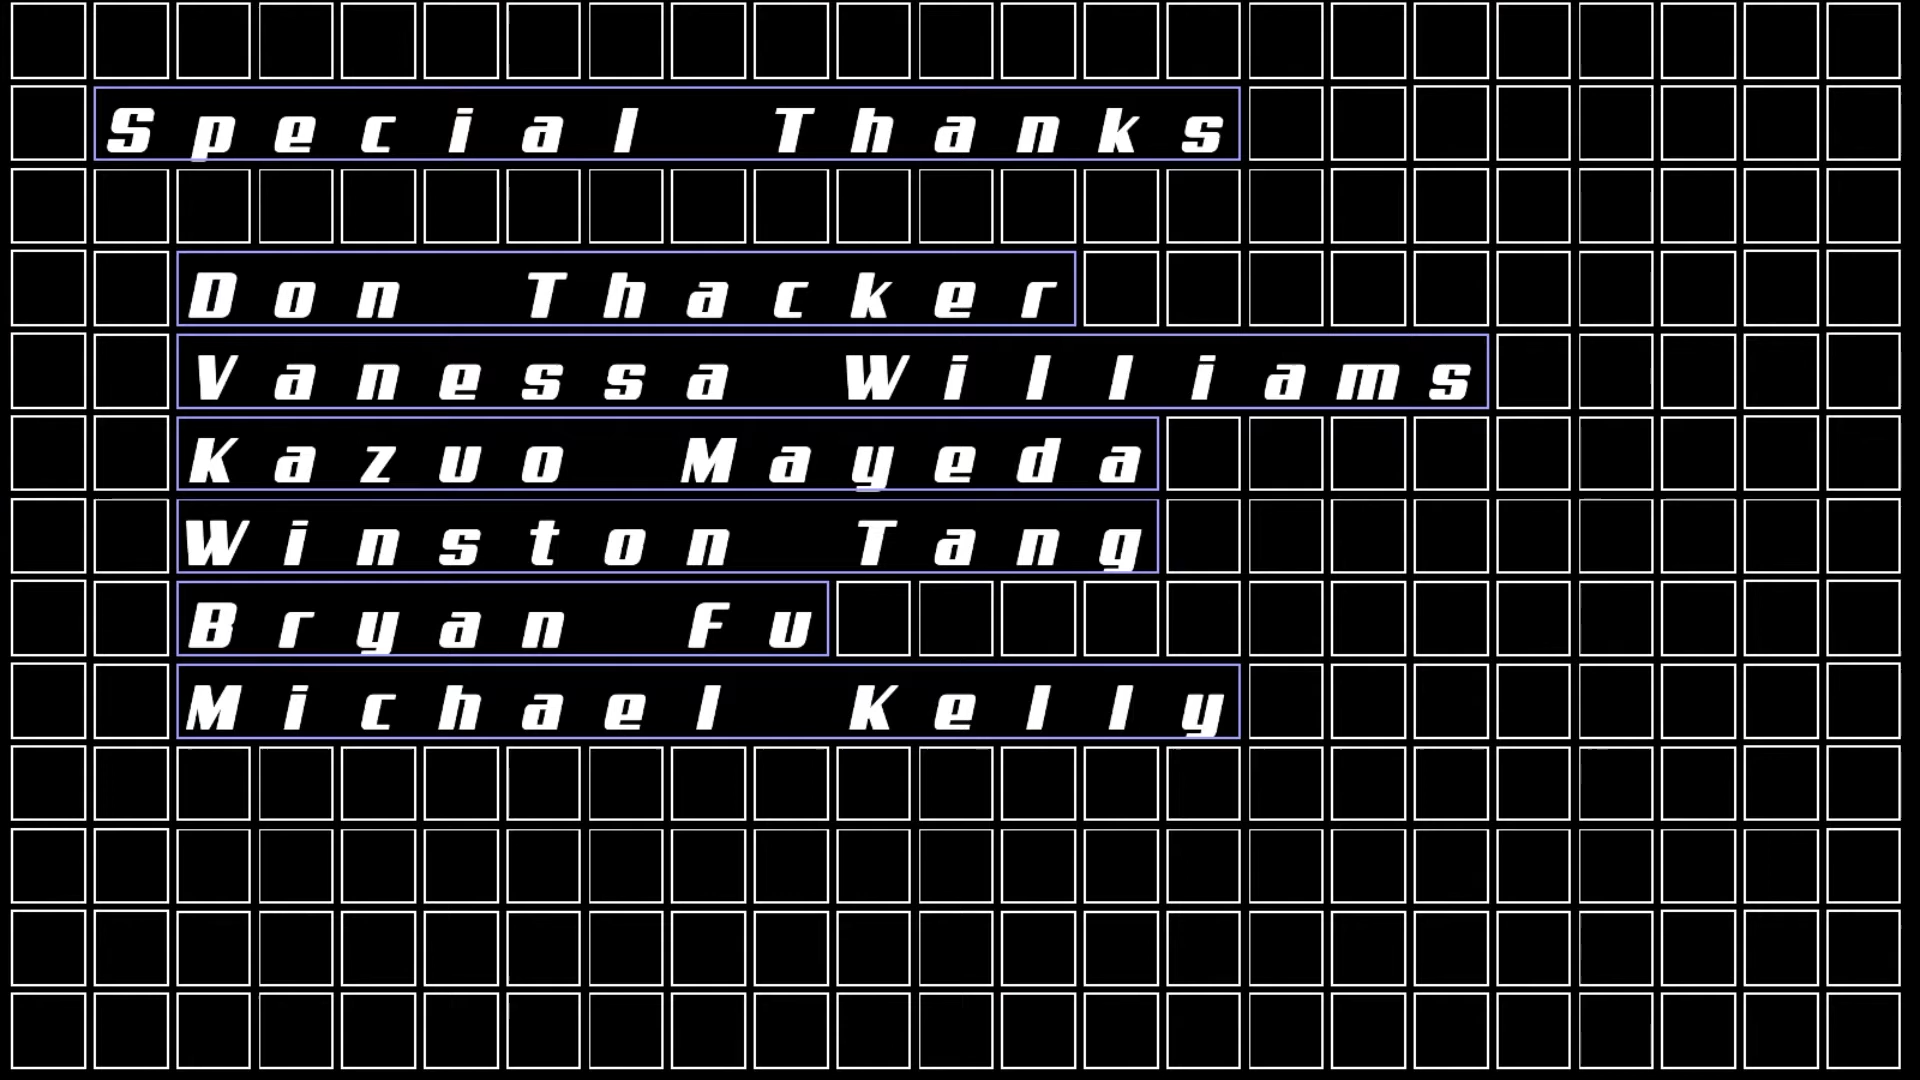 Special Thanks
Don Thacker
Vanessa Williams
Kazuo Mayeda
Winston Tang
Bryan Fu
Michael Kelly